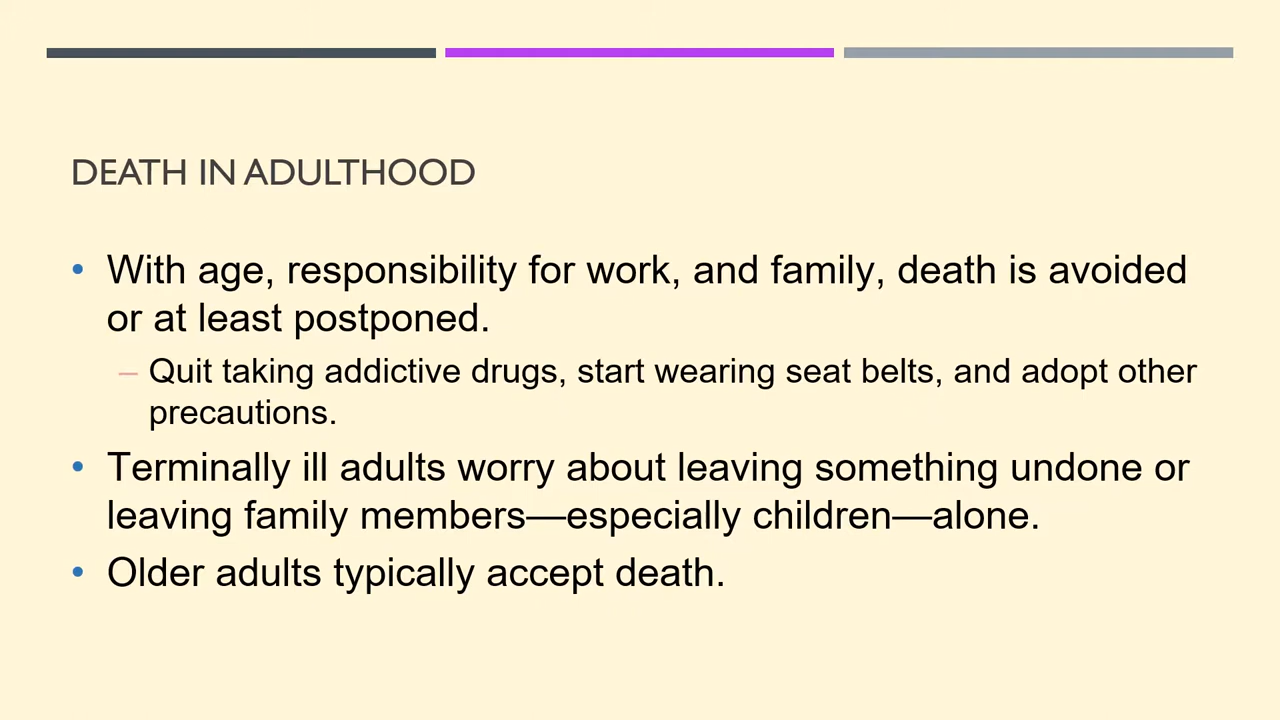 DEATH IN ADULTHOOD
• With age, responsibility for work, and family, death is avoided
or at least postponed.
– Quit taking addictive drugs, start wearing seat belts, and adopt other
precautions.
• Terminally ill adults worry about leaving something undone or
leaving family members—especially children—alone.
• Older adults typically accept death.